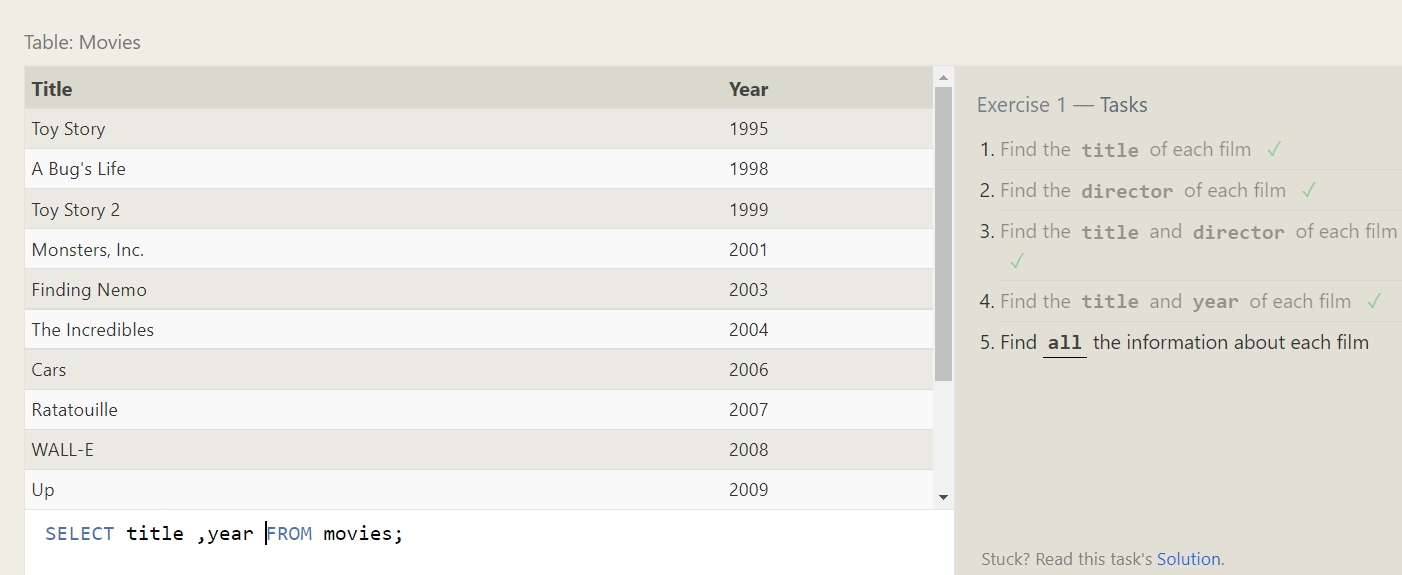 Table: Movies
Title Year
Toy Story 1995
A Bug's Life 1998
Toy Story 2 1999
Monsters, Inc. 2001
Finding Nemo 2003
The Incredibles 2004
Cars 2006
Ratatouille 2007
WALL-E 2008
Up 2009
SELECT title ,year FROM movies;
Exercise 1 — Tasks
1. Find the title of each film ✓
2. Find the director of each film ✓
3. Find the title and director of each film
✓
4. Find the title and year of each film ✓
5. Find all the information about each film
Stuck? Read this task's Solution.